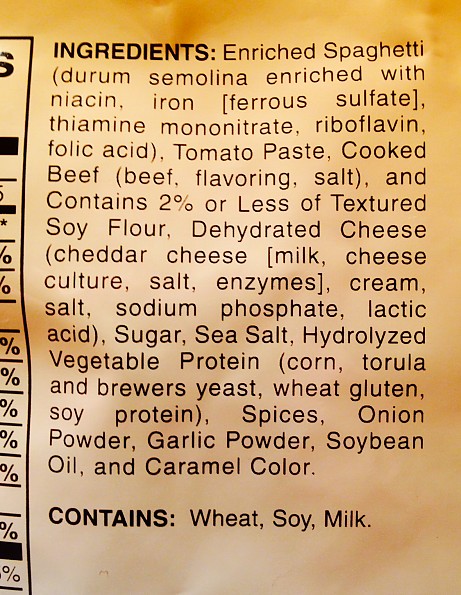 S
INGREDIENTS: Enriched Spaghetti
(durum semolina enriched with
niacin, iron [ferrous sulfate],
thiamine mononitrate, riboflavin,
folic acid), Tomato Paste, Cooked
Beef (beef, flavoring, salt), and
Contains 2% or Less of Textured
Soy Flour, Dehydrated Cheese
(cheddar cheese [milk, cheese
culture, salt, enzymes], cream,
salt, sodium phosphate, lactic
acid), Sugar, Sea Salt, Hydrolyzed
Vegetable Protein (corn, torula
and brewers yeast, wheat gluten,
soy protein), Spices, Onion
Powder, Garlic Powder, Soybean
Oil, and Caramel Color.
CONTAINS: Wheat, Soy, Milk.
*
%
%
%
%
%
%
%
%
%